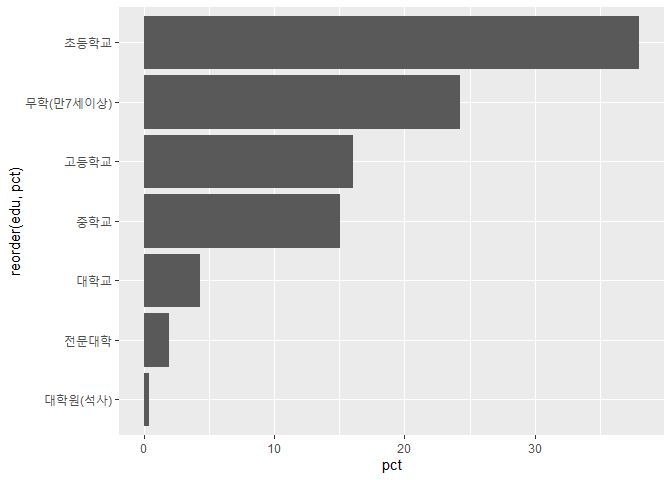 reorder(edu, pct)
초등학교
무학(만7세이상)
고등학교
중학교
대학교
전문대학
대학원(석사)
0 10 20 30
pct